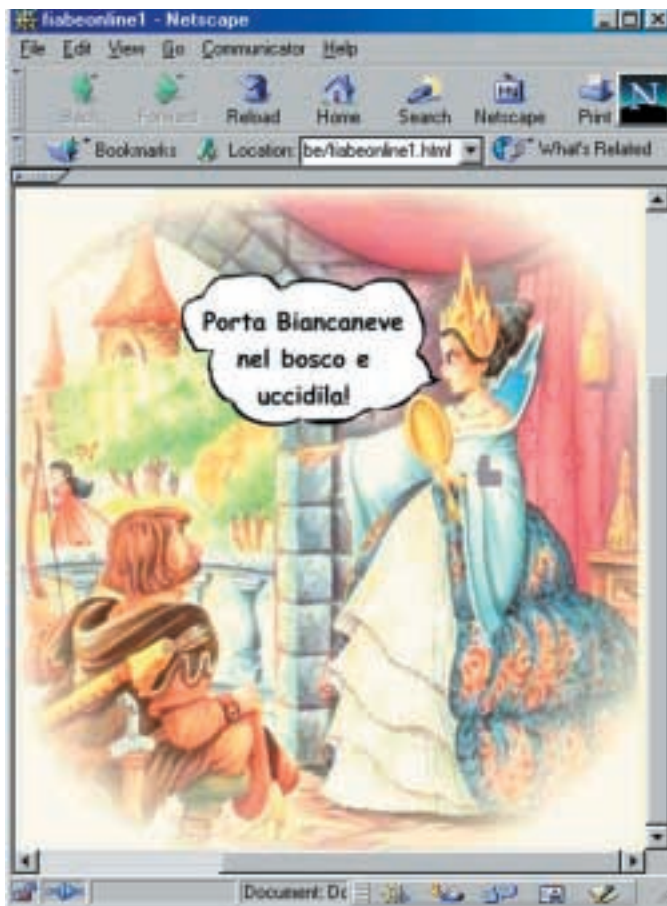 fiabeonline1 - Netscape
File Edit View Go Communicator Help
Back Forward Reload Home Search Netscape Print N
Bookmarks Location: be/fiabeonline1.html What's Related
Porta Biancaneve
nel bosco e
uccidila!
Document: Do